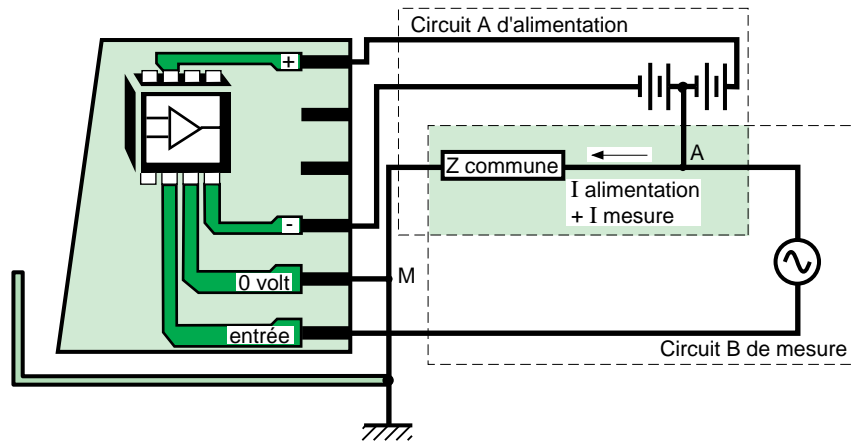 Circuit A d'alimentation
+
A
Z commune
I alimentation
+ I mesure
-
0 volt
M
entrée
Circuit B de mesure